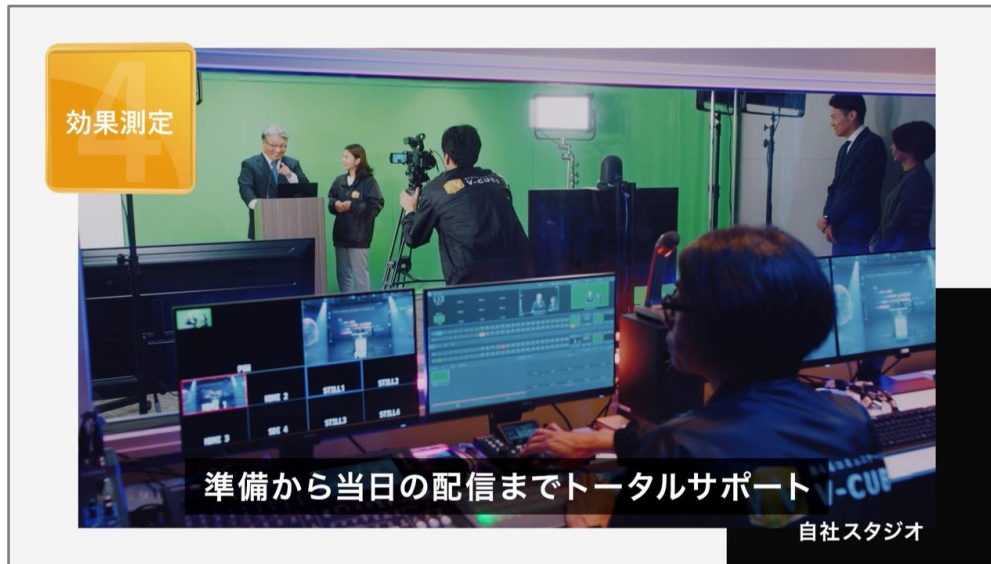 4
効果測定
V-CUBE
PVW
HDMI 2
STILL1
STILL2
HDMI 3
SDI 4
STILL3
STILL4
準備から当日の配信までトータルサポート
V-CUB
自社スタジオ